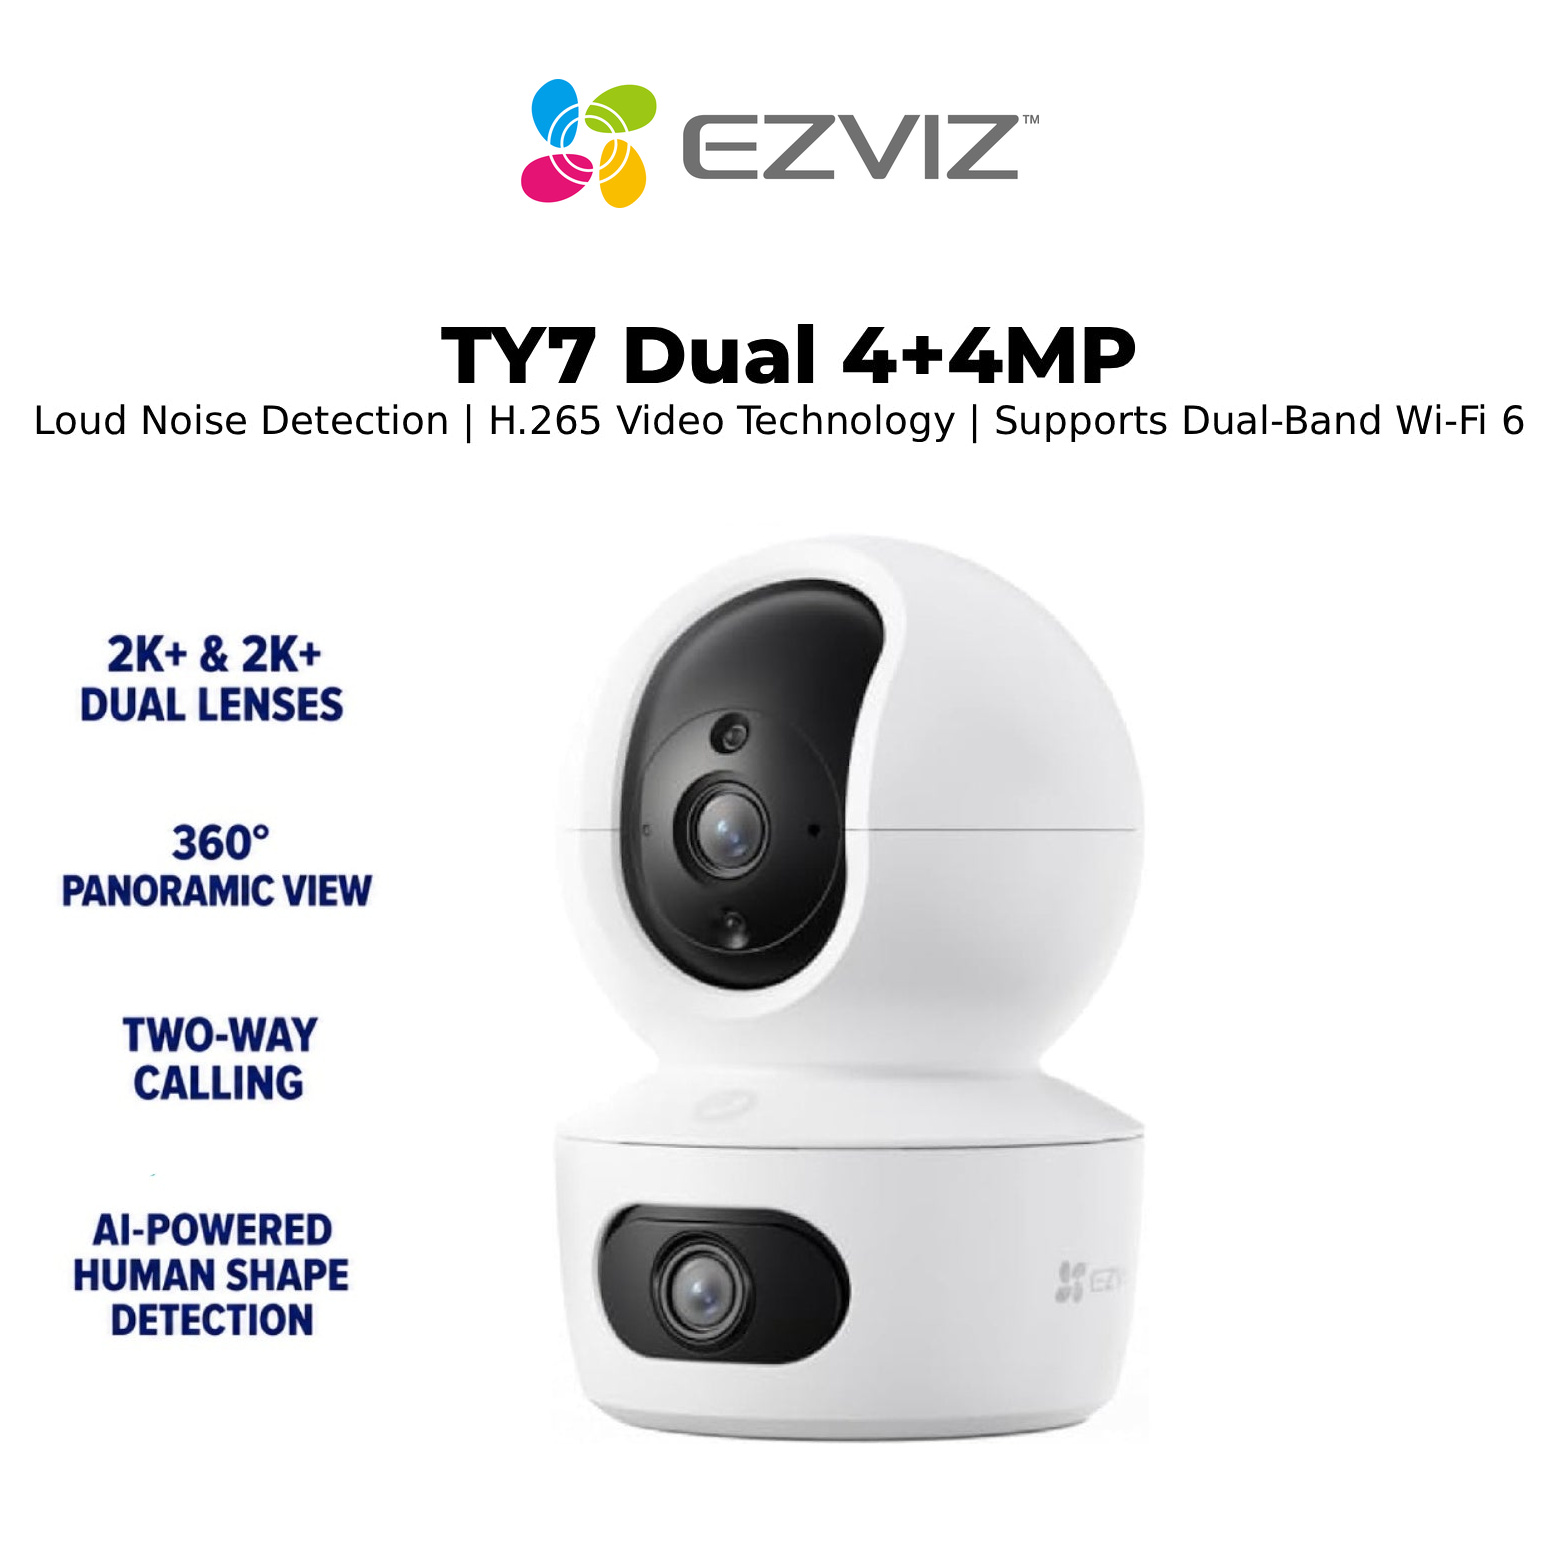 EZVIZ™
TY7 Dual 4+4MP
Loud Noise Detection | H.265 Video Technology | Supports Dual-Band Wi-Fi 6
2K+ & 2K+
DUAL LENSES
360°
PANORAMIC VIEW
TWO-WAY
CALLING
AI-POWERED
HUMAN SHAPE
DETECTION